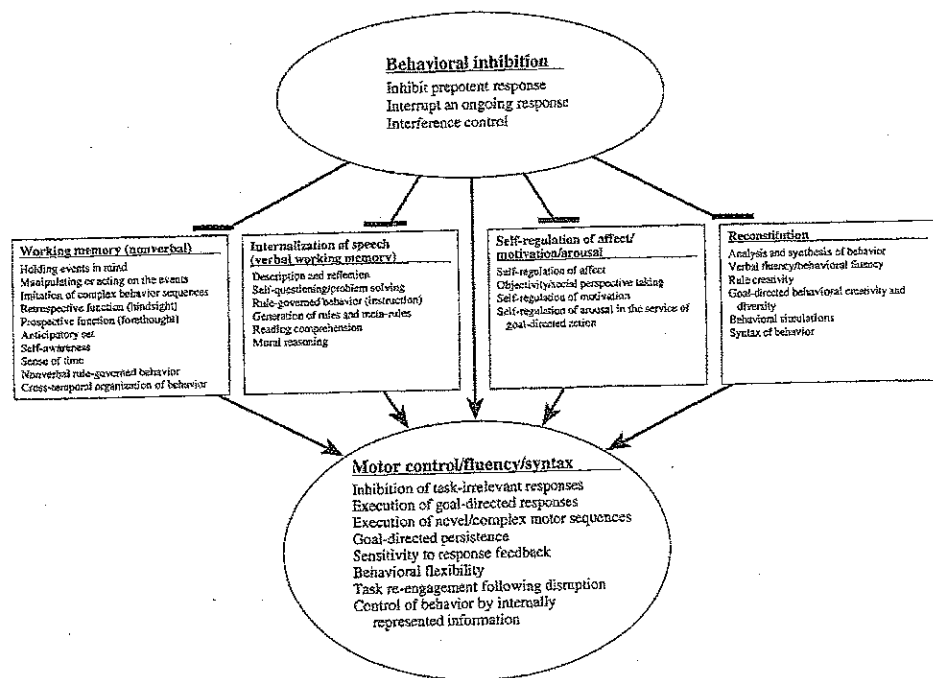 Behavioral inhibition
Inhibit prepotent response
Interrupt an ongoing response
Interference control
Working memory (nonverbal)
Holding events in mind
Manipulating or acting on the events
Imitation of complex behavior sequences
Retrospective function (hindsight)
Prospective function (forethought)
Anticipatory set
Self-awareness
Sense of time
Nonverbal rule-governed behavior
Cross-temporal organization of behavior
Internalization of speech
(verbal working memory)
Description and reflection
Self-questioning/problem solving
Rule-governed behavior (instruction)
Generation of rules and meta-rules
Reading comprehension
Moral reasoning
Self-regulation of affect/
motivation/arousal
Self-regulation of affect
Objectivity/social perspective taking
Self-regulation of motivation
Self-regulation of arousal in the service of
goal-directed action
Reconstitution
Analysis and synthesis of behavior
Verbal fluency/behavioral fluency
Rule creativity
Goal-directed behavioral creativity and
diversity
Behavioral simulations
Syntax of behavior
Motor control/fluency/syntax
Inhibition of task-irrelevant responses
Execution of goal-directed responses
Execution of novel/complex motor sequences
Goal-directed persistence
Sensitivity to response feedback
Behavioral flexibility
Task re-engagement following disruption
Control of behavior by internally
represented information